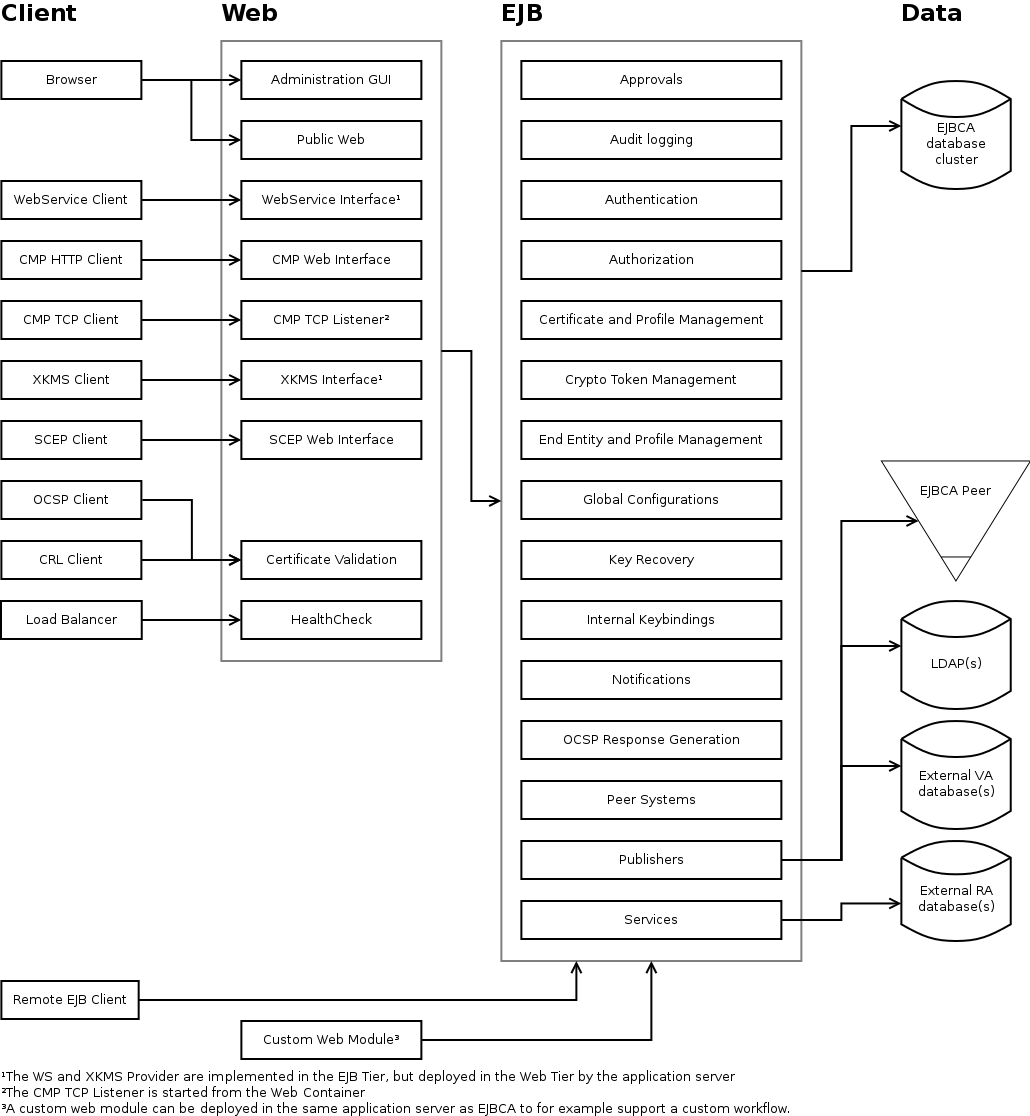 Client
Web
EJB
Data
Browser
Administration GUI
Approvals
Public Web
Audit logging
EJBCA
database
cluster
WebService Client
WebService Interface¹
Authentication
CMP HTTP Client
CMP Web Interface
Authorization
CMP TCP Client
CMP TCP Listener²
Certificate and Profile Management
XKMS Client
XKMS Interface¹
Crypto Token Management
SCEP Client
SCEP Web Interface
End Entity and Profile Management
OCSP Client
Global Configurations
EJBCA Peer
CRL Client
Certificate Validation
Key Recovery
Load Balancer
HealthCheck
Internal Keybindings
Notifications
LDAP(s)
OCSP Response Generation
Peer Systems
External VA
database(s)
Publishers
Services
External RA
database(s)
Remote EJB Client
Custom Web Module³
¹The WS and XKMS Provider are implemented in the EJB Tier, but deployed in the Web Tier by the application server
²The CMP TCP Listener is started from the Web Container
³A custom web module can be deployed in the same application server as EJBCA to for example support a custom workflow.